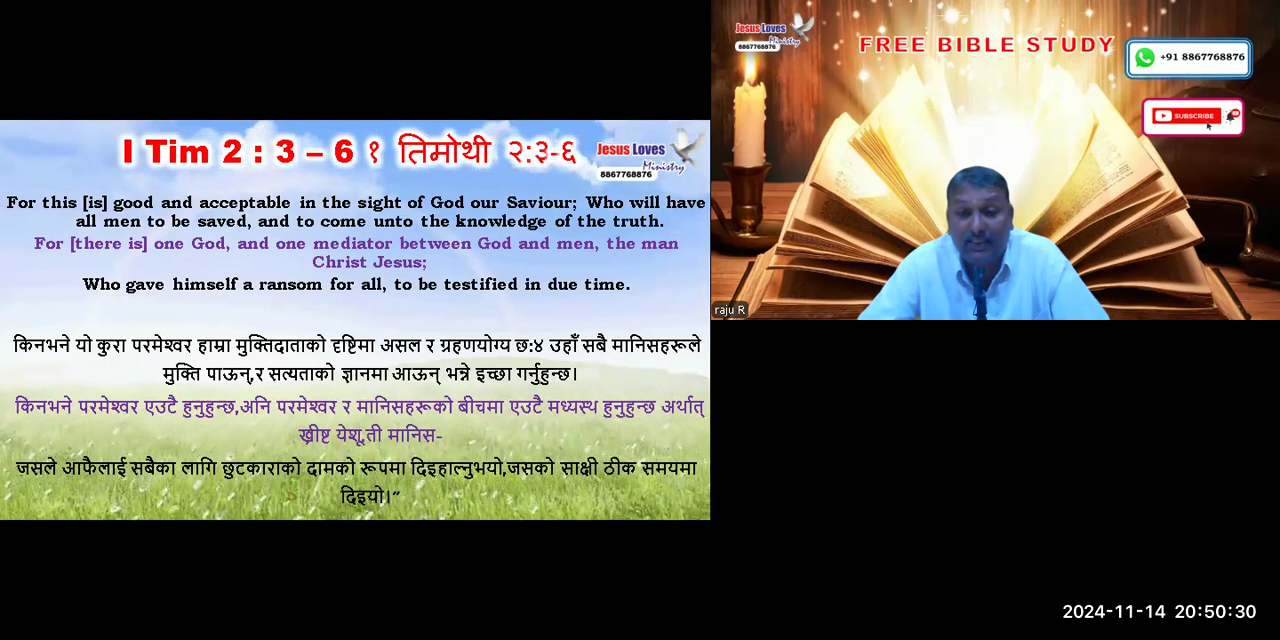 I Tim 2 : 3 – 6 १ तिमोथी २:३-६
Jesus Loves
Ministry
8867768876
For this [is] good and acceptable in the sight of God our Saviour; Who will have
all men to be saved, and to come unto the knowledge of the truth.
For [there is] one God, and one mediator between God and men, the man
Christ Jesus;
Who gave himself a ransom for all, to be testified in due time.
किनभने यो कुरा परमेश्वर हाम्रा मुक्तिदाताको दृष्टिमा असल र ग्रहणयोग्य छ:४ उहाँ सबै मानिसहरूले
मुक्ति पाऊन्,र सत्यताको ज्ञानमा आऊन् भन्ने इच्छा गर्नुहुन्छ।
किनभने परमेश्वर एउटै हुनुहुन्छ,अनि परमेश्वर र मानिसहरूको बीचमा एउटै मध्यस्थ हुनुहुन्छ अर्थात्
ख्रीष्ट येशू,ती मानिस-
जसले आफैलाई सबैका लागि छुटकाराको दामको रूपमा दिइहाल्नुभयो,जसको साक्षी ठीक समयमा
दिइयो।”
Jesus Loves
Ministry
8867768876
FREE BIBLE STUDY
+91 8867768876
SUBSCRIBE
raju R
2024-11-14 20:50:30